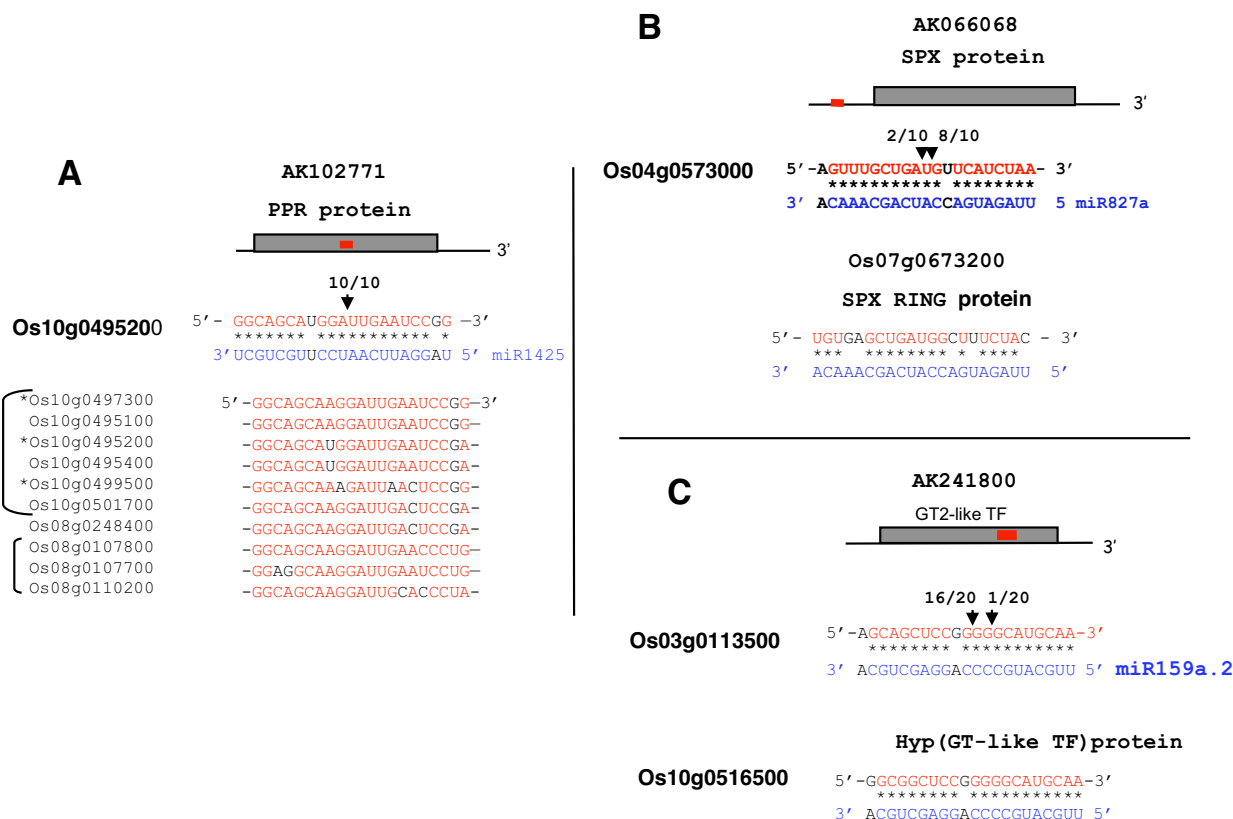 A
AK102771
PPR protein
3'
10/10
Os10g0495200
5'- GGCAGCAUGGAUUGAAUCCGG —3'
******* *********** *
3'UCGUCGUUCCUAACUUAGGAU 5' miR1425
*Os10g0497300 5'-GGCAGCAAGGAUUGAAUCCGG—3'
Os10g0495100 -GGCAGCAAGGAUUGAAUCCGG—
*Os10g0495200 -GGCAGCAUGGAUUGAAUCCGA-
Os10g0495400 -GGCAGCAUGGAUUGAAUCCGA-
*Os10g0499500 -GGCAGCAAAGAUUAACUCCGG—
Os10g0501700 -GGCAGCAAGGAUUGACUCCGA-
Os08g0248400 -GGCAGCAAGGAUUGACUCCGA-
Os08g0107800 -GGCAGCAAGGAUUGAACCCUG—
Os08g0107700 -GGAGGCAAGGAUUGAAUCCUG—
Os08g0110200 -GGCAGCAAGGAUUGCACCCUA-
B
AK066068
SPX protein
3'
2/10 8/10
Os04g0573000
5'-AGUUUGCUGAUGUUCAUCUAA- 3'
*********** ********
3' ACAAACGACUACCAGUAGAUU 5 miR827a
Os07g0673200
SPX RING protein
5'- UGUGAGCUGAUGGCUUUCUAC - 3'
*** ******** * ****
3' ACAAACGACUACCAGUAGAUU 5'
C
AK241800
GT2-like TF
3'
16/20 1/20
Os03g0113500
5'-AGCAGCUCCGGGGGCAUGCAA-3'
******** ***********
3' ACGUCGAGGACCCCGUACGUU 5' miR159a.2
Hyp(GT-like TF)protein
Os10g0516500
5'-GGCGGCUCCGGGGGCAUGCAA-3'
******** ***********
3' ACGUCGAGGACCCCGUACGUU 5'